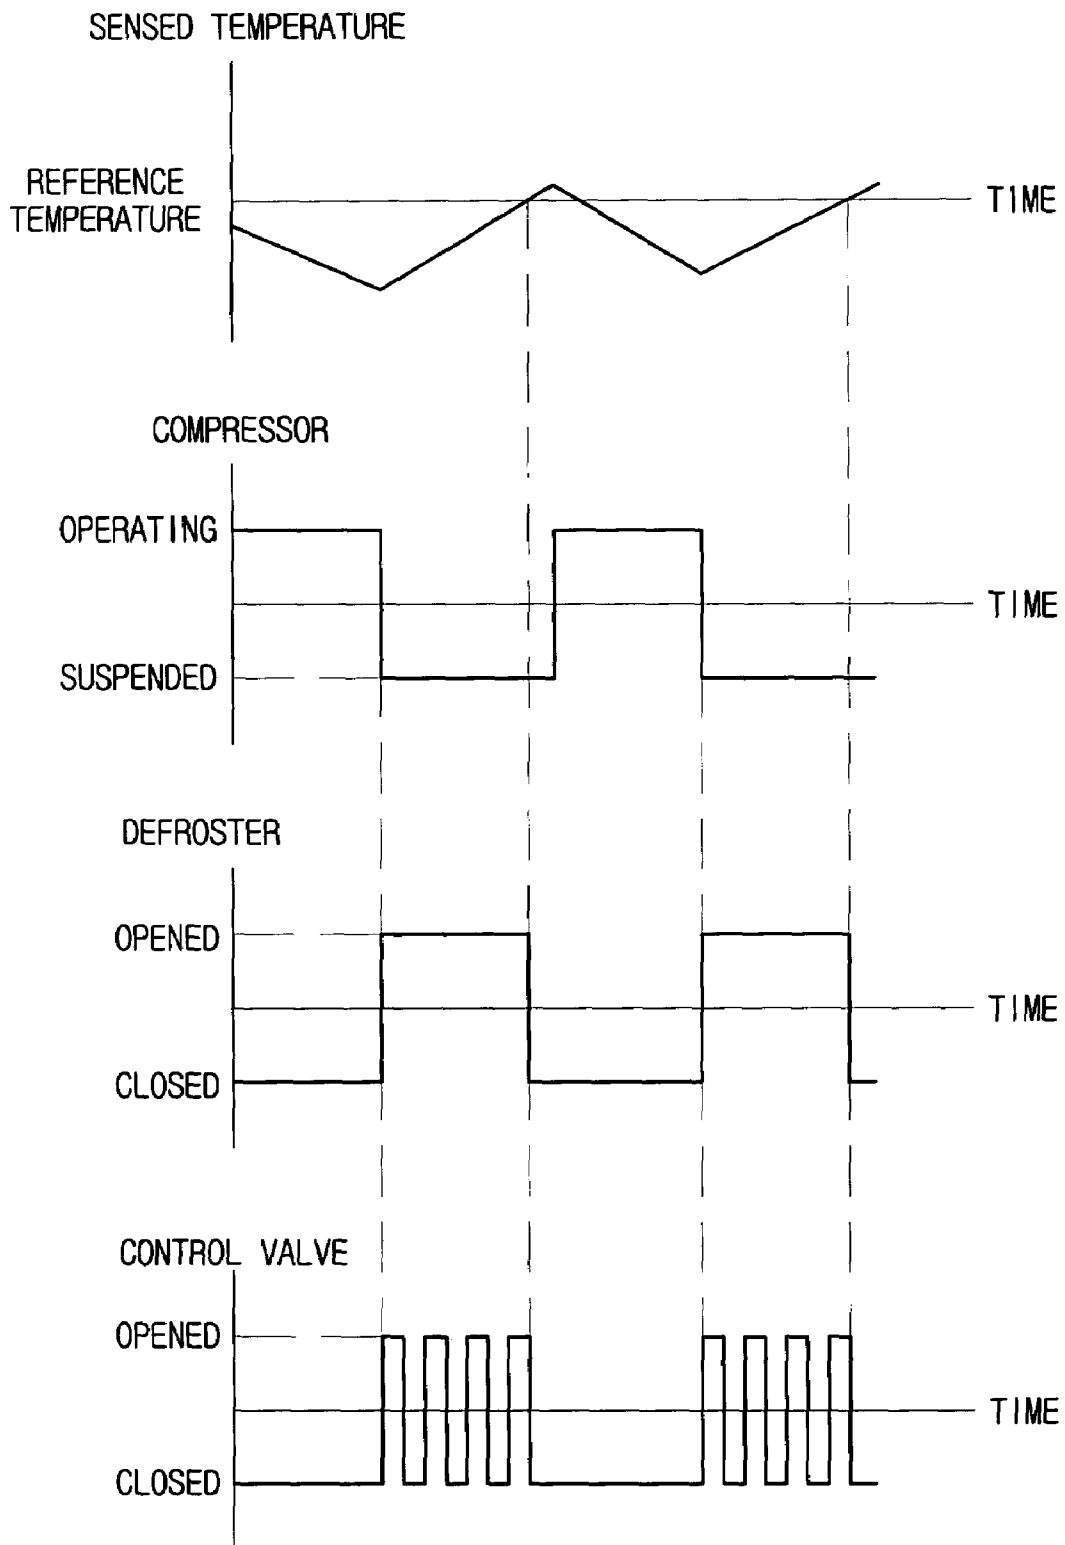 SENSED TEMPERATURE
REFERENCE
TEMPERATURE
TIME
COMPRESSOR
OPERATING
TIME
SUSPENDED
DEFROSTER
OPENED
TIME
CLOSED
CONTROL VALVE
OPENED
TIME
CLOSED